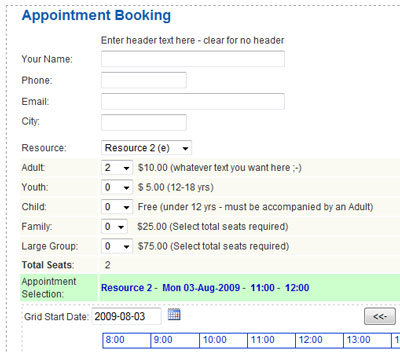 Appointment Booking
Enter header text here - clear for no header
Your Name:
Phone:
Email:
City:
Resource: Resource 2 (e)
Adult: 2 $10.00 (whatever text you want here ;-)
Youth: 0 $ 5.00 (12-18 yrs)
Child: 0 Free (under 12 yrs - must be accompanied by an Adult)
Family: 0 $25.00 (Select total seats required)
Large Group: 0 $75.00 (Select total seats required)
Total Seats: 2
Appointment Selection: Resource 2 - Mon 03-Aug-2009 - 11:00 - 12:00
Grid Start Date: 2009-08-03 <<-
8:00 9:00 10:00 11:00 12:00 13:00 1